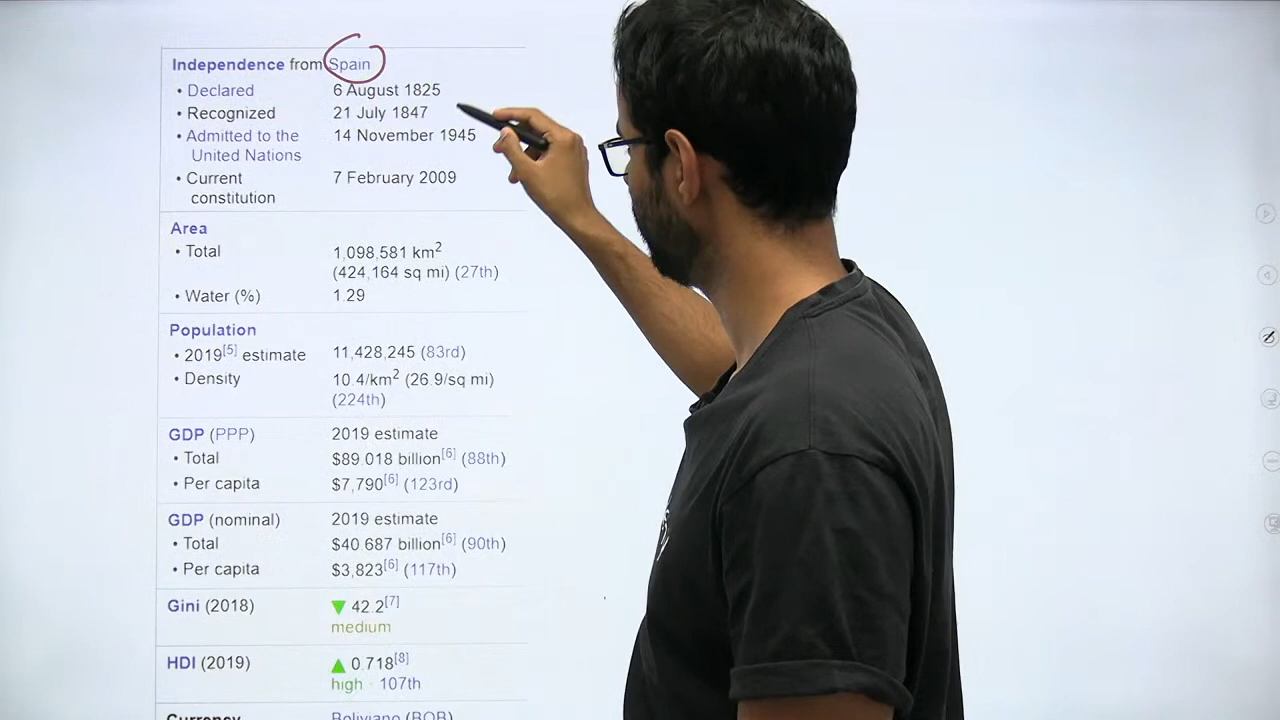 Independence from Spain
• Declared 6 August 1825
• Recognized 21 July 1847
• Admitted to the 14 November 1945
United Nations
• Current 7 February 2009
constitution
Area
• Total 1,098,581 km²
(424,164 sq mi) (27th)
• Water (%) 1.29
Population
• 2019[5] estimate 11,428,245 (83rd)
• Density 10.4/km² (26.9/sq mi)
(224th)
GDP (PPP) 2019 estimate
• Total $89.018 billion[6] (88th)
• Per capita $7,790[6] (123rd)
GDP (nominal) 2019 estimate
• Total $40.687 billion[6] (90th)
• Per capita $3,823[6] (117th)
Gini (2018) ▼ 42.2[7]
medium
HDI (2019) ▲ 0.718[8]
high · 107th
Currency Boliviano (BOB)